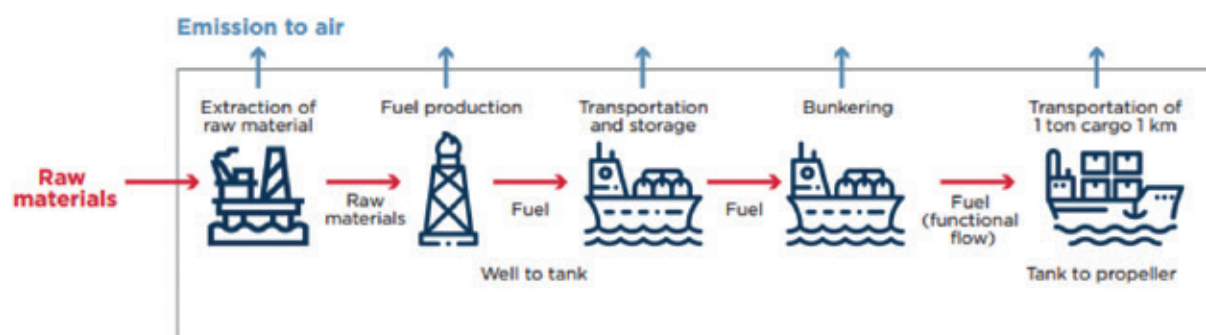 Emission to air
Extraction of
raw material
Fuel production
Transportation
and storage
Bunkering
Transportation of
1 ton cargo 1 km
Raw
materials
Raw
materials
Fuel
Fuel
Fuel
(functional
flow)
Well to tank
Tank to propeller